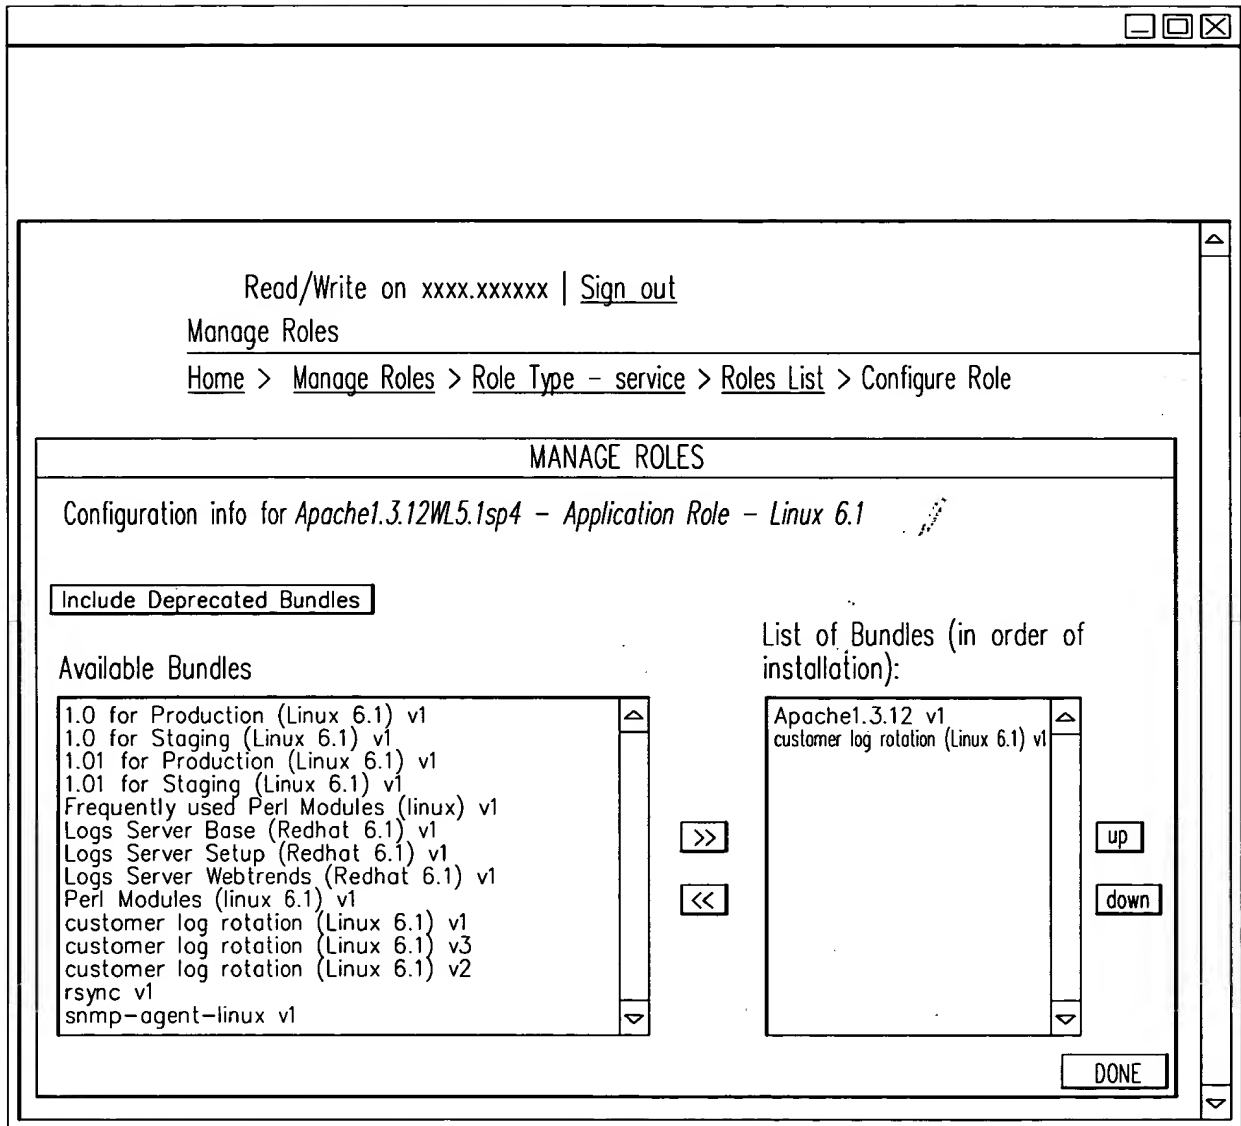 Read/Write on xxxx.xxxxxx | Sign out
Manage Roles
Home > Manage Roles > Role Type – service > Roles List > Configure Role
MANAGE ROLES
Configuration info for Apache1.3.12WL5.1sp4 – Application Role – Linux 6.1
Include Deprecated Bundles
Available Bundles
1.0 for Production (Linux 6.1) v1
1.0 for Staging (Linux 6.1) v1
1.01 for Production (Linux 6.1) v1
1.01 for Staging (Linux 6.1) v1
Frequently used Perl Modules (linux) v1
Logs Server Base (Redhat 6.1) v1
Logs Server Setup (Redhat 6.1) v1
Logs Server Webtrends (Redhat 6.1) v1
Perl Modules (linux 6.1) v1
customer log rotation (Linux 6.1) v1
customer log rotation (Linux 6.1) v3
customer log rotation (Linux 6.1) v2
rsync v1
snmp–agent–linux v1
>>
<<
List of Bundles (in order of
installation):
Apache1.3.12 v1
customer log rotation (Linux 6.1) v1
up
down
DONE